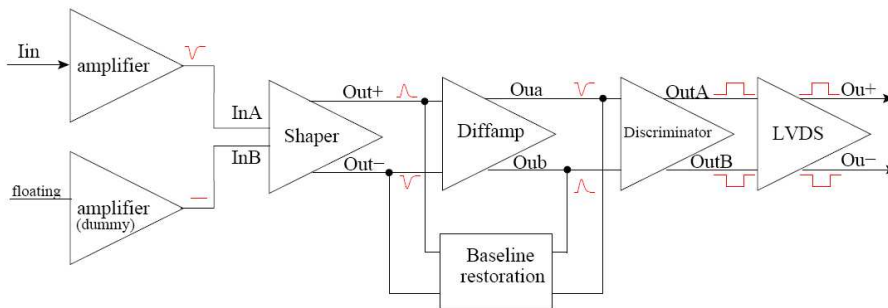 Iin
amplifier
floating
amplifier
(dummy)
InA
InB
Shaper
Out+
Out−
Diffamp
Oua
Oub
Baseline
restoration
Discriminator
OutA
OutB
LVDS
Ou+
Ou−